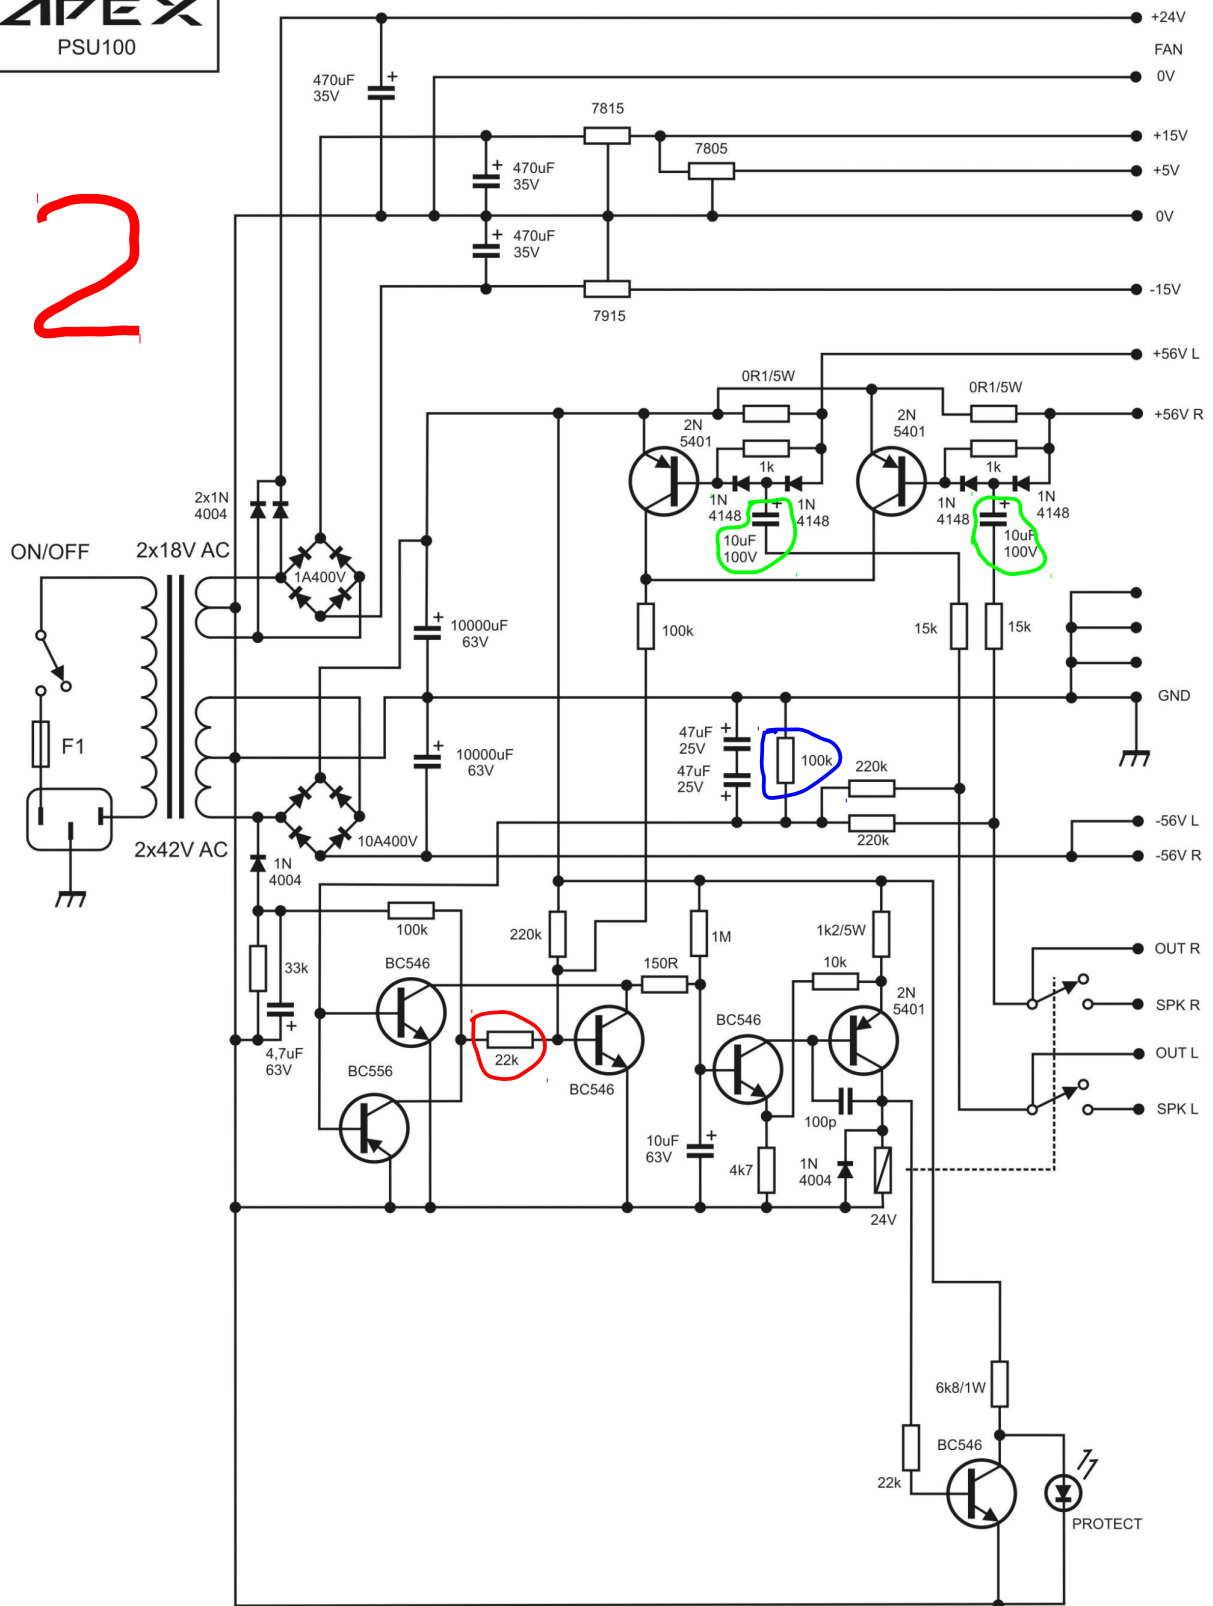 APEX
PSU100
2
+24V
FAN
0V
470uF
35V
7815
+15V
7805
+5V
470uF
35V
0V
470uF
35V
-15V
7915
+56V L
0R1/5W
0R1/5W
+56V R
2N
5401
2N
5401
1k
1k
2x1N
4004
1N
4148
1N
4148
1N
4148
1N
4148
10uF
100V
10uF
100V
ON/OFF
2x18V AC
1A400V
10000uF
63V
100k
15k
15k
GND
F1
10000uF
63V
47uF
25V
47uF
25V
100k
220k
220k
-56V L
-56V R
2x42V AC
10A400V
1N
4004
100k
220k
1M
1k2/5W
33k
BC546
150R
10k
OUT R
2N
5401
SPK R
4,7uF
63V
22k
BC546
OUT L
BC556
BC546
100p
SPK L
10uF
63V
4k7
1N
4004
24V
6k8/1W
BC546
22k
PROTECT